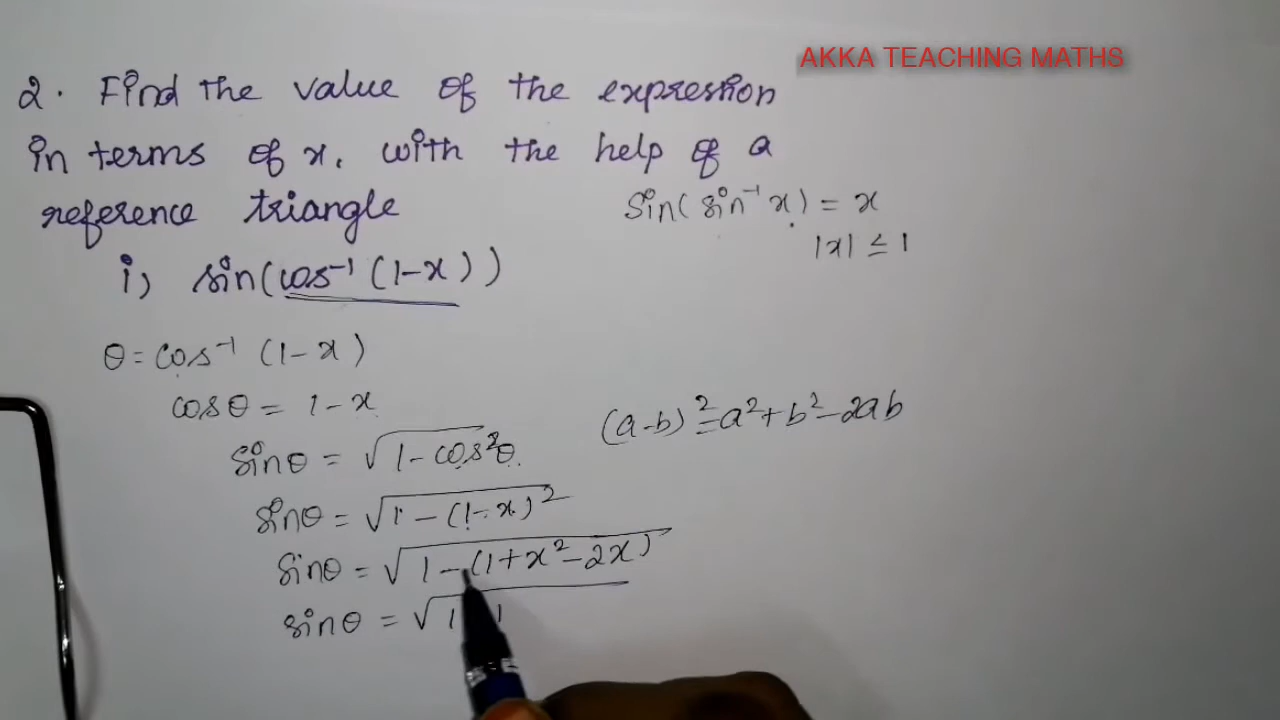 AKKA TEACHING MATHS
2. Find the value of the expression
in terms of x. with the help of a
reference triangle
sin(sin⁻¹ x) = x
|x| ≤ 1
i) sin(cos⁻¹ (1-x))
θ = cos⁻¹ (1-x)
cosθ = 1-x
(a-b)² = a²+b²-2ab
sinθ = √1-cos²θ
sinθ = √1-(1-x)²
sinθ = √1-(1+x²-2x)
sinθ = √1 1